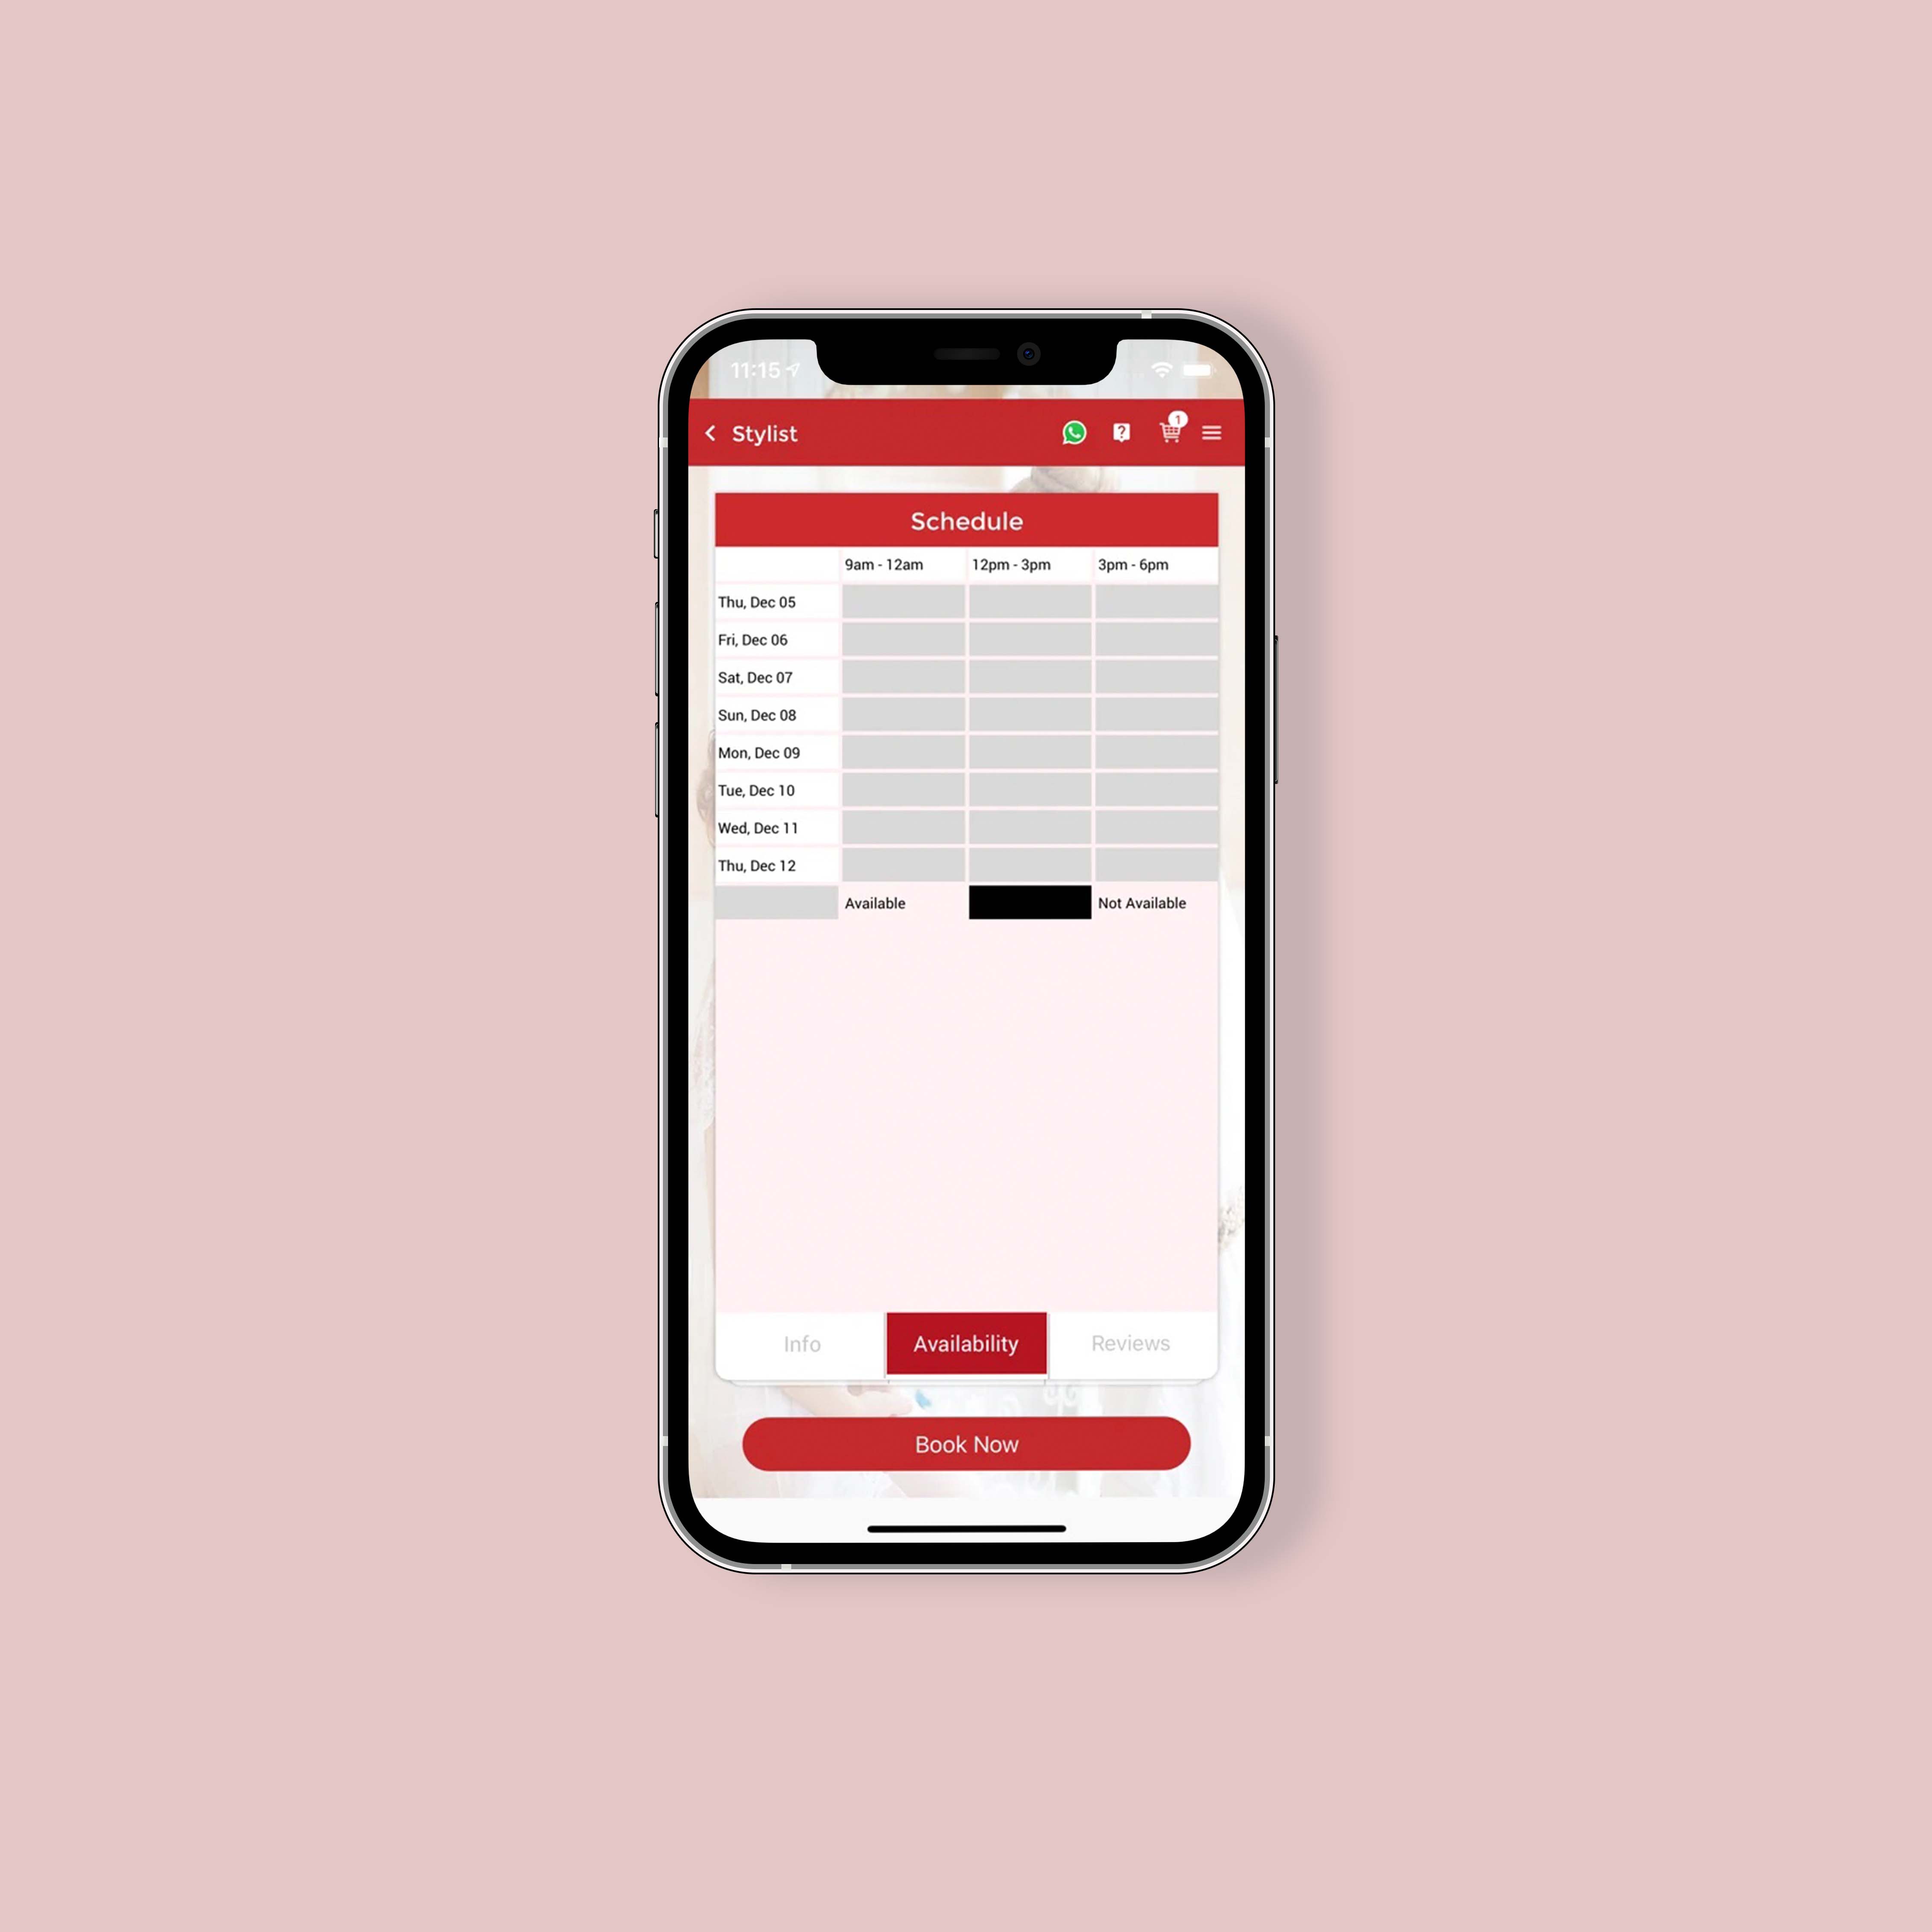 11:15
Stylist
?
1
Schedule
9am - 12am 12pm - 3pm 3pm - 6pm
Thu, Dec 05
Fri, Dec 06
Sat, Dec 07
Sun, Dec 08
Mon, Dec 09
Tue, Dec 10
Wed, Dec 11
Thu, Dec 12
Available Not Available
Info Availability Reviews
Book Now